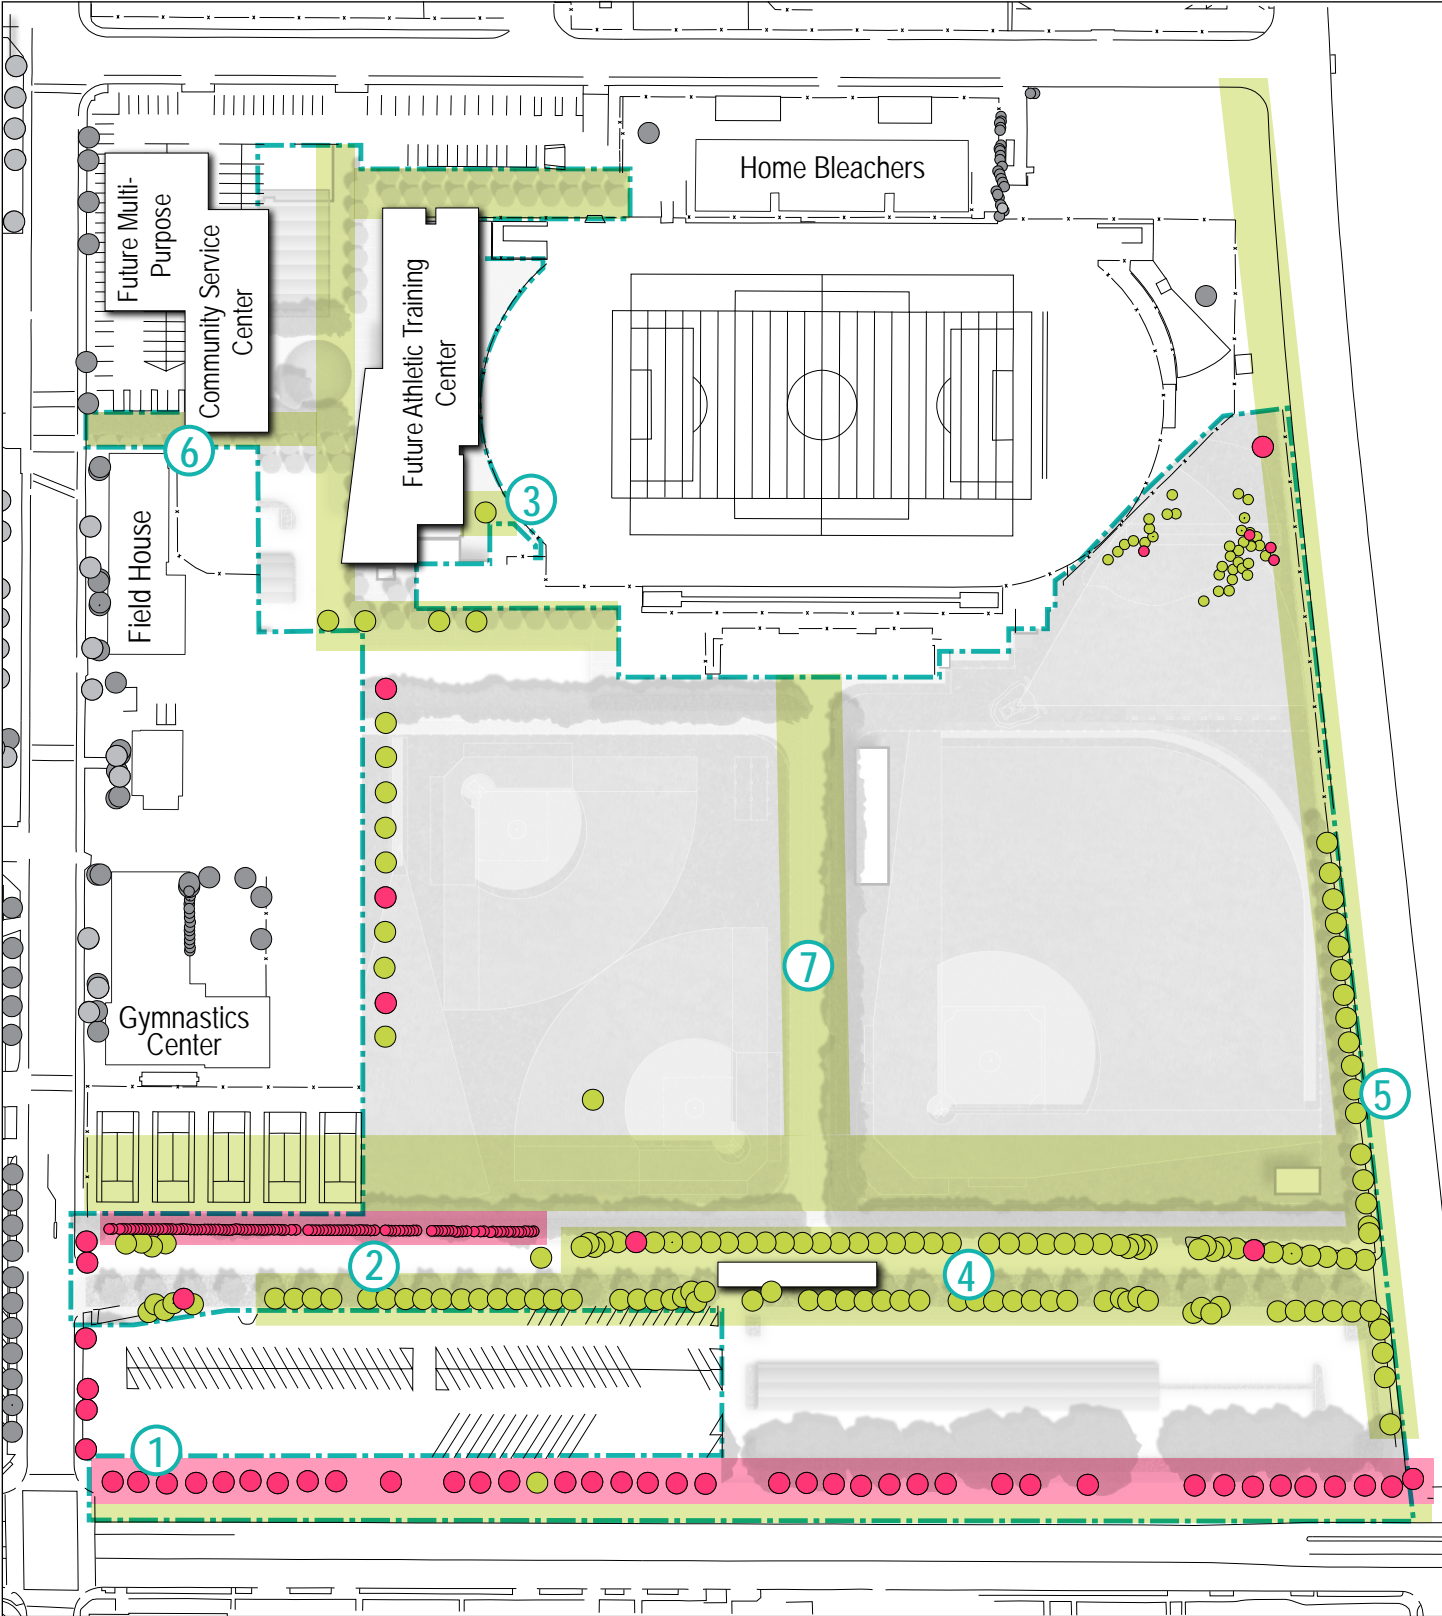 Home Bleachers
Future Multi-
Purpose
Community Service
Center
Future Athletic Training
Center
6
3
Field House
7
Gymnastics
Center
5
2
4
1